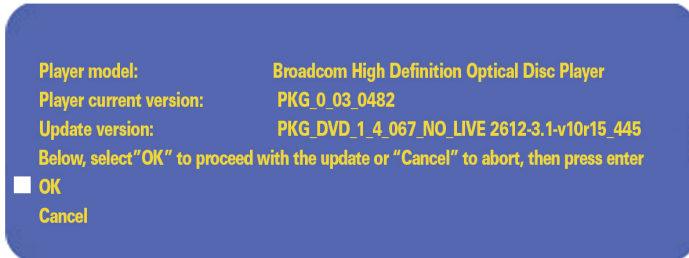 Player model: Broadcom High Definition Optical Disc Player
Player current version: PKG_0_03_0482
Update version: PKG_DVD_1_4_067_NO_LIVE 2612-3.1-v10r15_445
Below, select”OK” to proceed with the update or “Cancel” to abort, then press enter
OK
Cancel